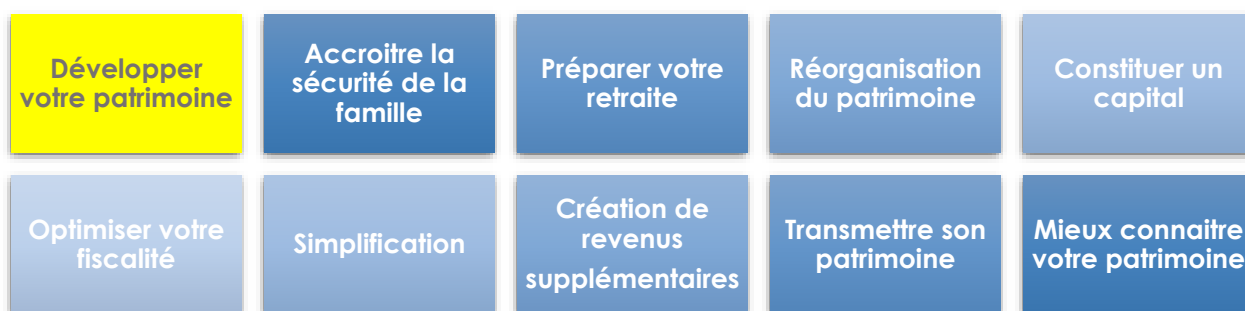 Développer
votre patrimoine
Accroitre la
sécurité de la
famille
Préparer votre
retraite
Réorganisation
du patrimoine
Constituer un
capital
Optimiser votre
fiscalité
Simplification
Création de
revenus
supplémentaires
Transmettre son
patrimoine
Mieux connaitre
votre patrimoine